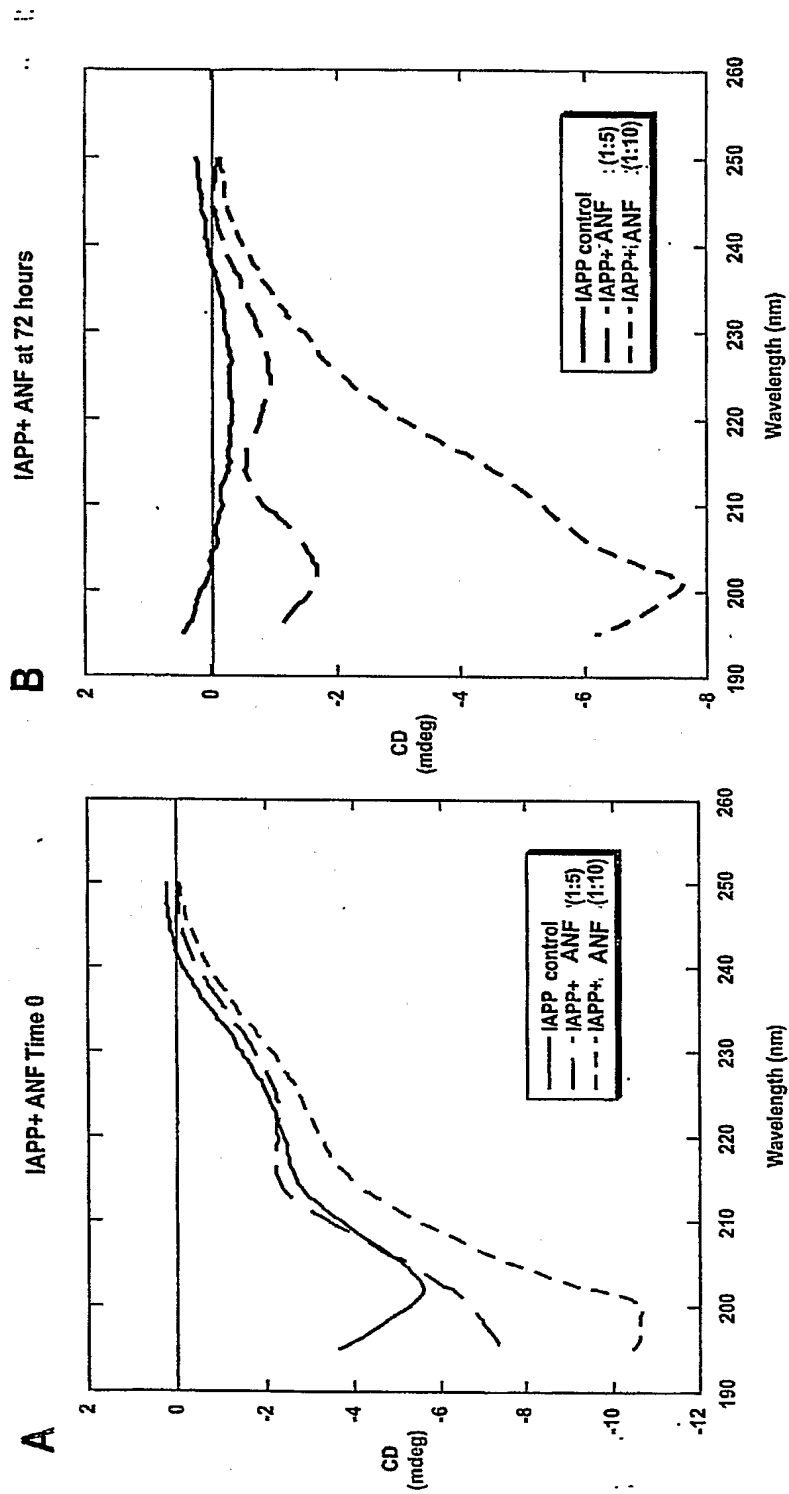 A
IAPP+ ANF Time 0
2
0
-2
-4
-6
-8
-10
-12
CD
(mdeg)
190
200
210
220
230
240
250
260
Wavelength (nm)
IAPP control
IAPP+ ANF (1:5)
IAPP+ ANF (1:10)
B
IAPP+ ANF at 72 hours
2
0
-2
-4
-6
-8
CD
(mdeg)
190
200
210
220
230
240
250
260
Wavelength (nm)
IAPP control
IAPP+ ANF :(1:5)
IAPP+ ANF :(1:10)